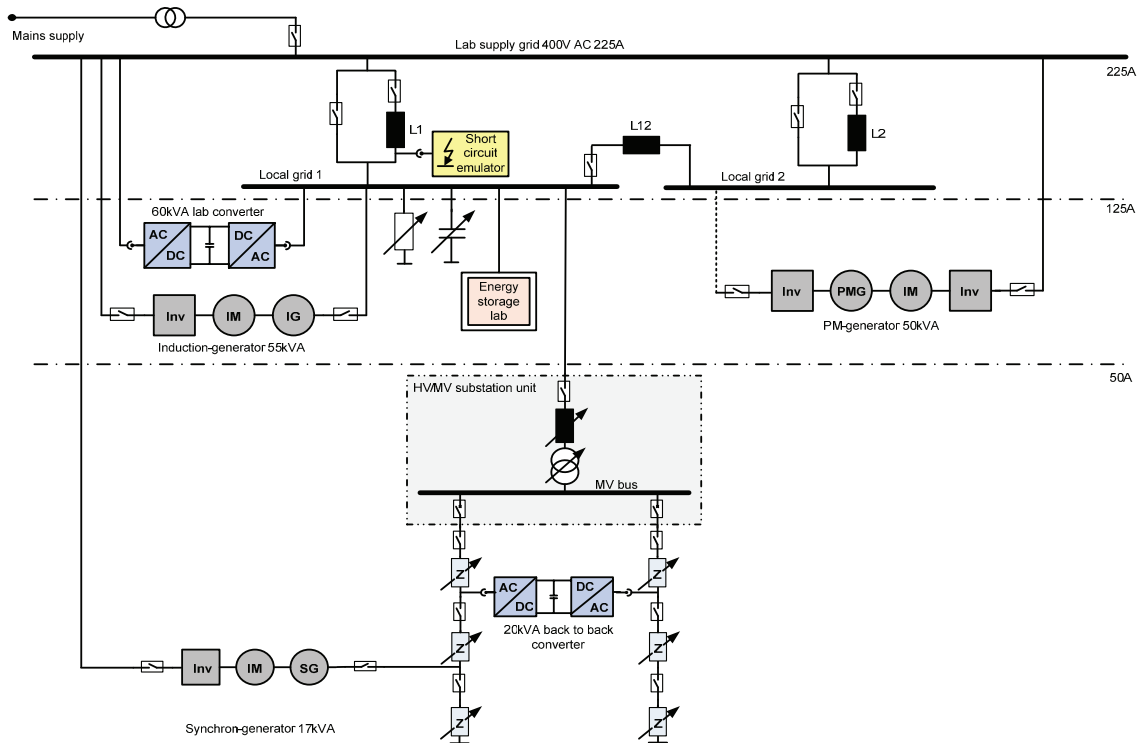 Mains supply
Lab supply grid 400V AC 225A
225A
L1
Short
circuit
emulator
L12
L2
Local grid 1
Local grid 2
125A
60kVA lab converter
AC
DC
DC
AC
Energy
storage
lab
Inv
IM
IG
Induction-generator 55kVA
Inv
PMG
IM
Inv
PM-generator 50kVA
50A
HV/MV substation unit
MV bus
Z
Z
AC
DC
DC
AC
20kVA back to back
converter
Z
Z
Inv
IM
SG
Z
Z
Synchron-generator 17kVA